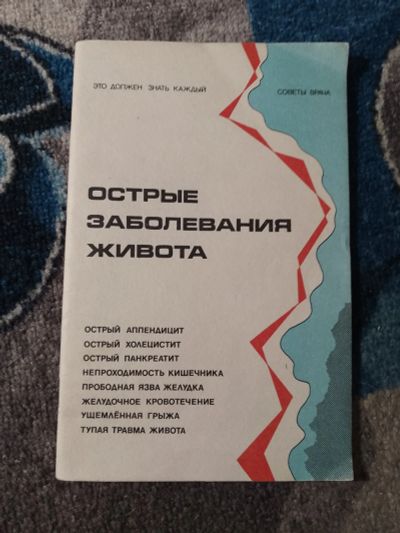 ЭТО ДОЛЖЕН ЗНАТЬ КАЖДЫЙ
СОВЕТЫ ВРАЧА
ОСТРЫЕ
ЗАБОЛЕВАНИЯ
ЖИВОТА
ОСТРЫЙ АППЕНДИЦИТ
ОСТРЫЙ ХОЛЕЦИСТИТ
ОСТРЫЙ ПАНКРЕАТИТ
НЕПРОХОДИМОСТЬ КИШЕЧНИКА
ПРОБОДНАЯ ЯЗВА ЖЕЛУДКА
ЖЕЛУДОЧНОЕ КРОВОТЕЧЕНИЕ
УЩЕМЛЁННАЯ ГРЫЖА
ТУПАЯ ТРАВМА ЖИВОТА